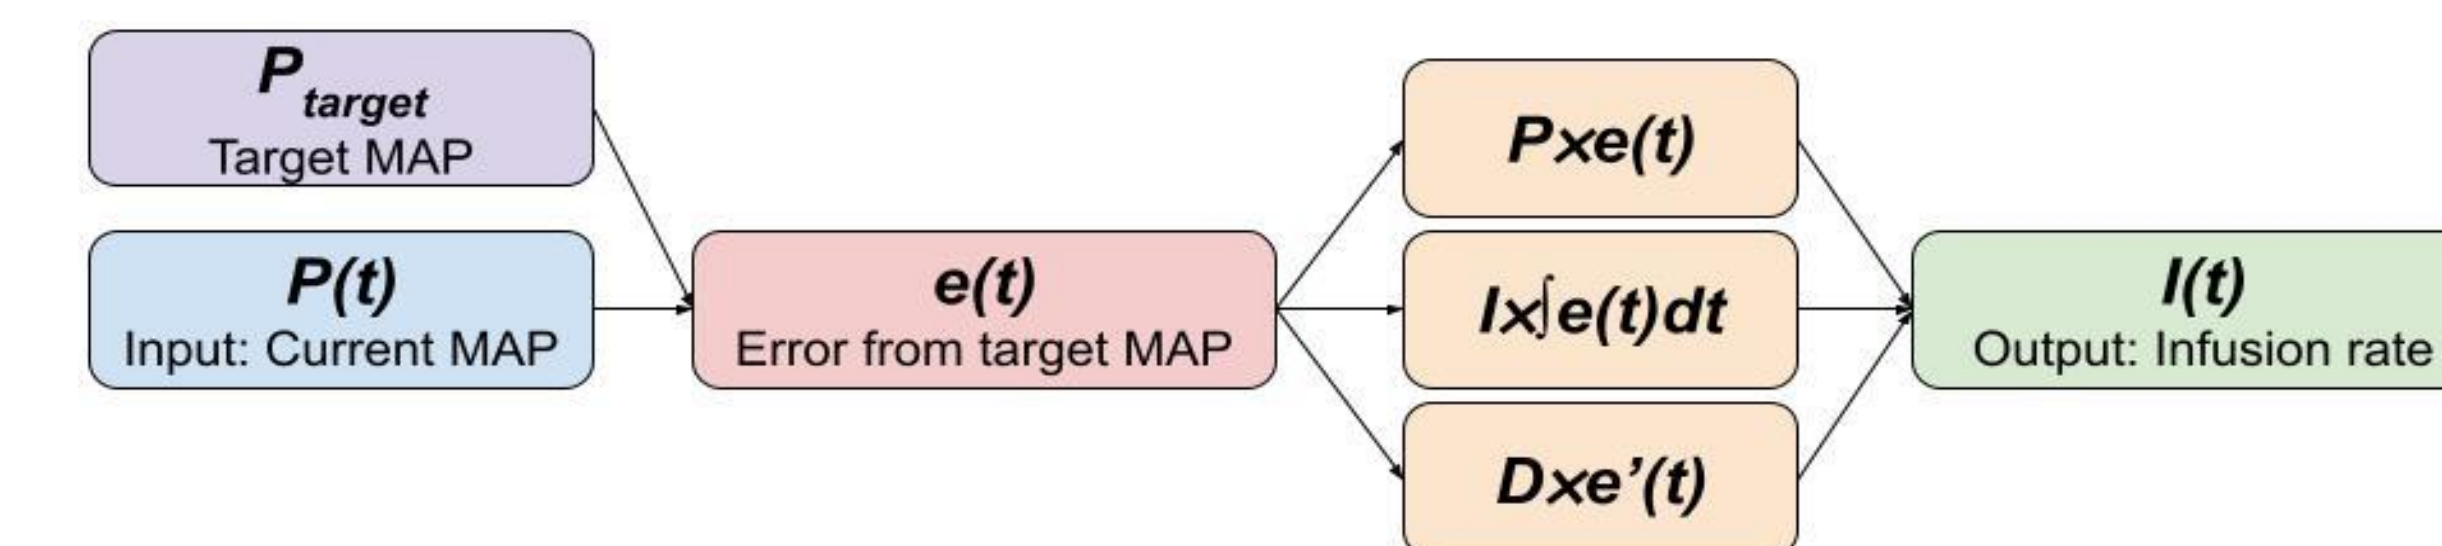 P target
Target MAP
P(t)
Input: Current MAP
e(t)
Error from target MAP
P×e(t)
I×∫e(t)dt
D×e’(t)
I(t)
Output: Infusion rate